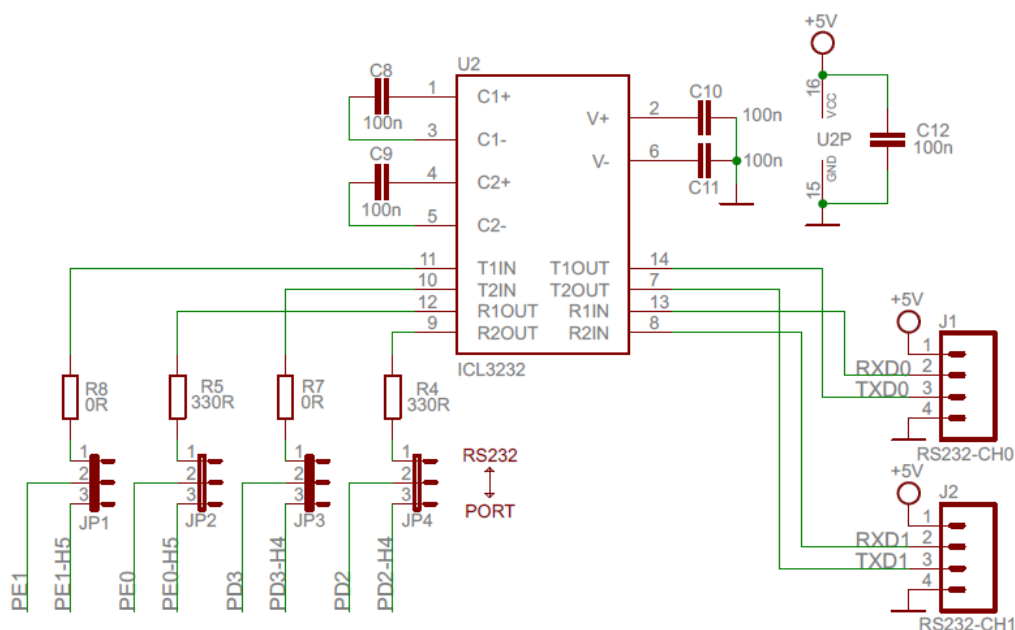 +5V
U2
C8
1
C1+
100n
3
C1-
C9
4
C2+
100n
5
C2-
V+
2
C10
100n
V-
6
100n
C11
16
VCC
U2P
C12
100n
15
GND
11
T1IN
T1OUT
14
10
T2IN
T2OUT
7
12
R1OUT
R1IN
13
9
R2OUT
R2IN
8
ICL3232
+5V
J1
1
RXD0
2
TXD0
3
4
RS232-CH0
R8
0R
R5
330R
R7
0R
R4
330R
1
2
3
JP1
1
2
3
JP2
1
2
3
JP3
1
2
3
JP4
RS232
PORT
+5V
J2
1
RXD1
2
TXD1
3
4
RS232-CH1
PE1
PE1-H5
PE0
PE0-H5
PD3
PD3-H4
PD2
PD2-H4